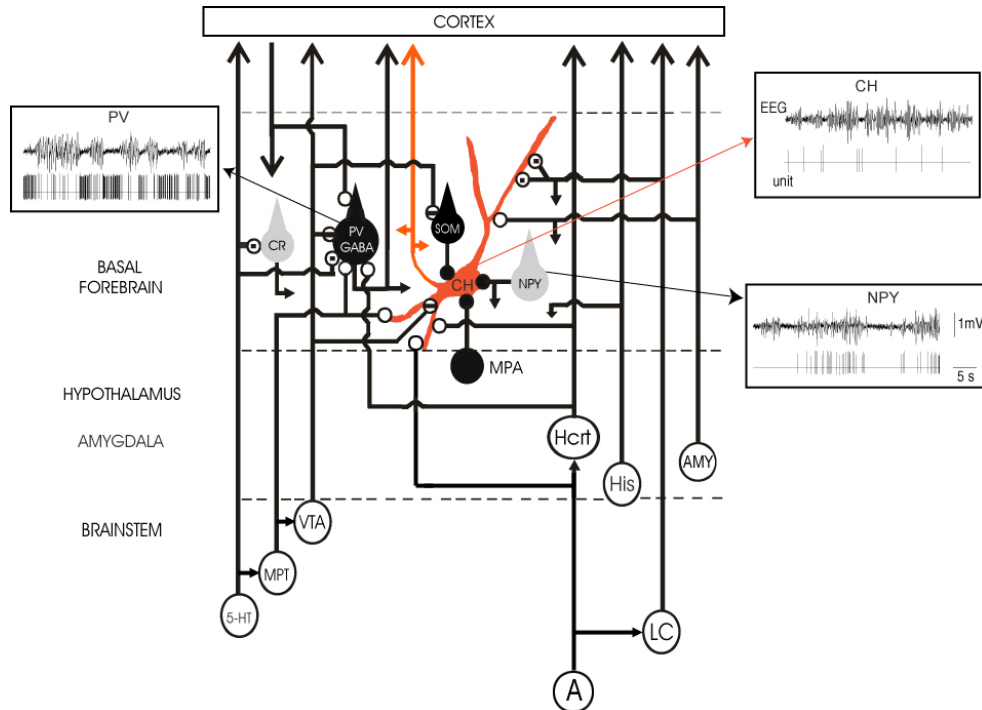 CORTEX
PV
CH
EEG
unit
CR
PV
GABA
SOM
CH
NPY
BASAL
FOREBRAIN
NPY
1mV
5 s
MPA
HYPOTHALAMUS
AMYGDALA
Hcrt
His
AMY
BRAINSTEM
VTA
MPT
5-HT
LC
A